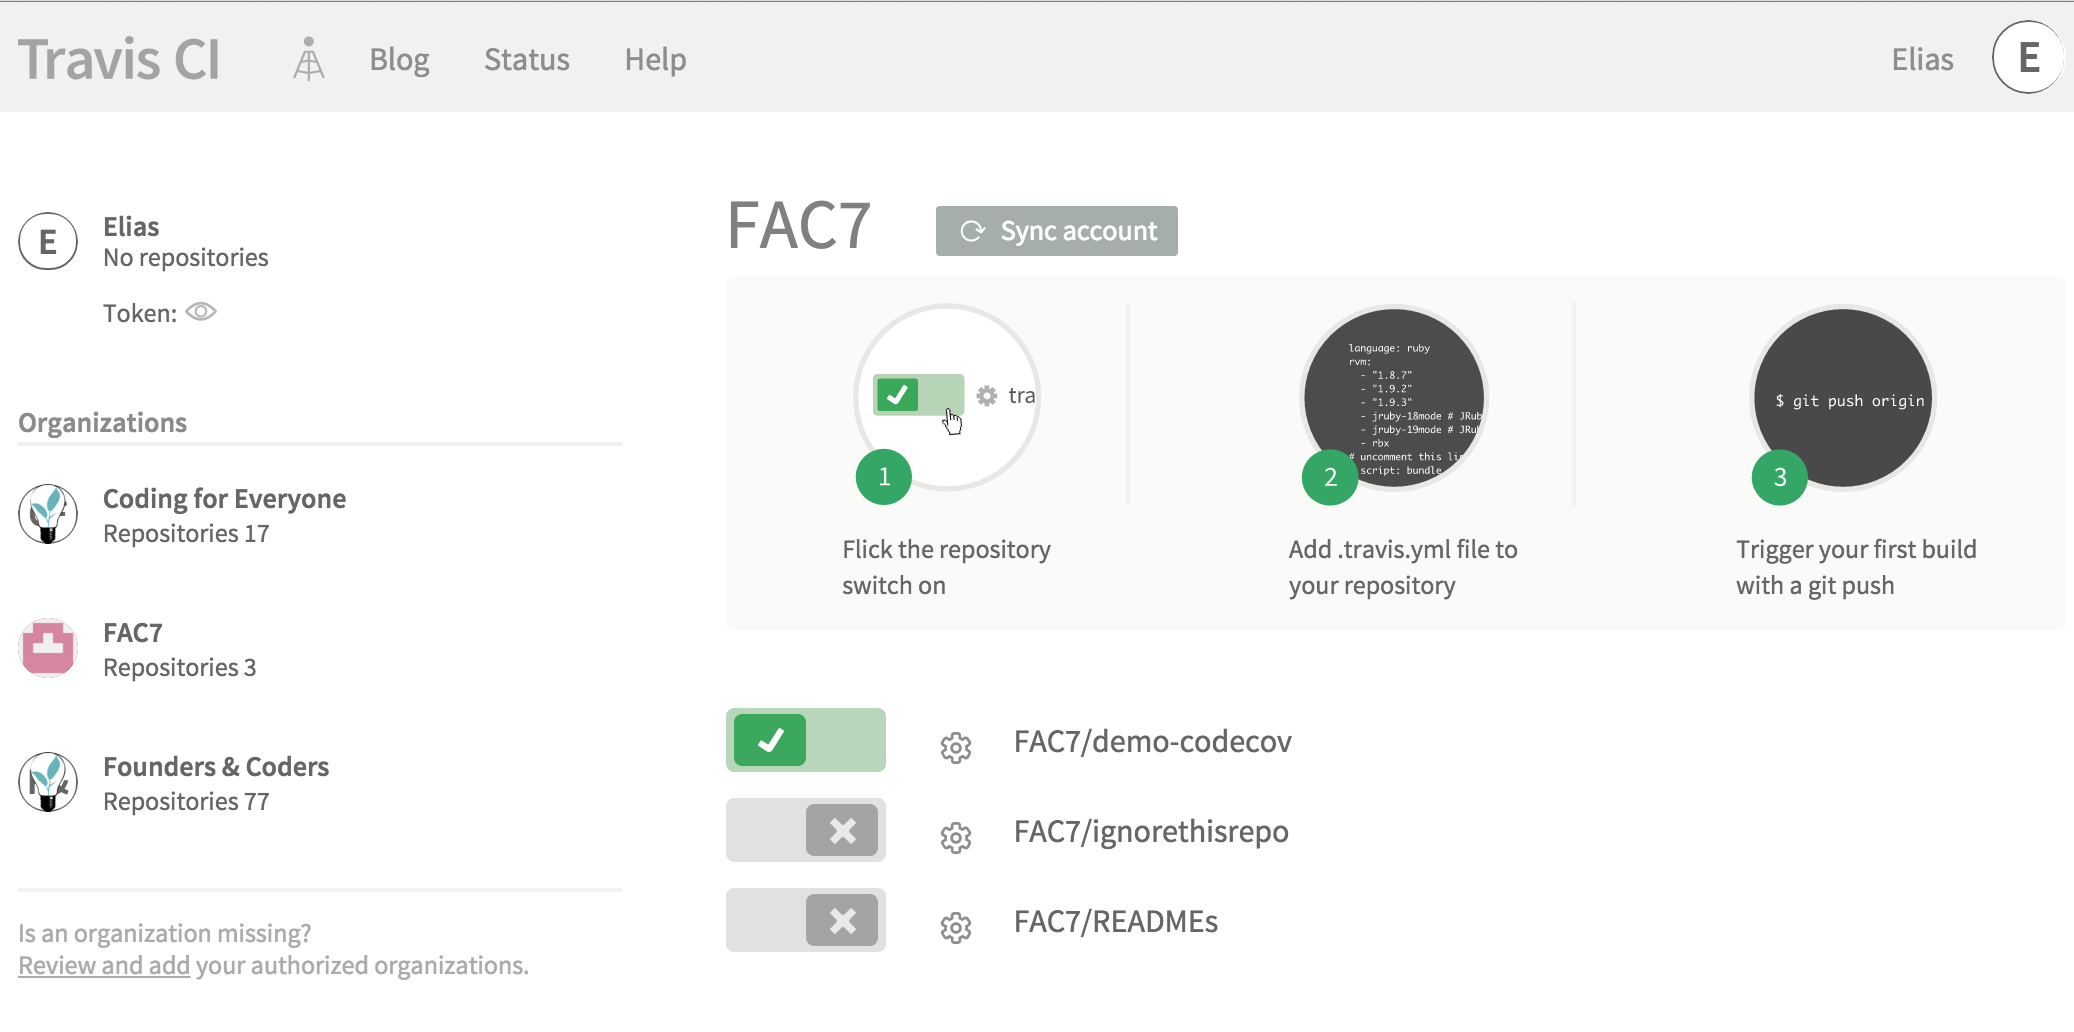 Travis CI
Blog
Status
Help
Elias
E
E
Elias
No repositories
Token:
Organizations
Coding for Everyone
Repositories 17
FAC7
Repositories 3
Founders & Coders
Repositories 77
Is an organization missing?
Review and add your authorized organizations.
FAC7
Sync account
tra
1
Flick the repository
switch on
language: ruby
rvm:
- "1.8.7"
- "1.9.2"
- "1.9.3"
- jruby-18mode # JRub
- jruby-19mode # JRu
- rbx
# uncomment this li
script: bundle
2
Add .travis.yml file to
your repository
$ git push origin
3
Trigger your first build
with a git push
FAC7/demo-codecov
FAC7/ignorethisrepo
FAC7/READMEs